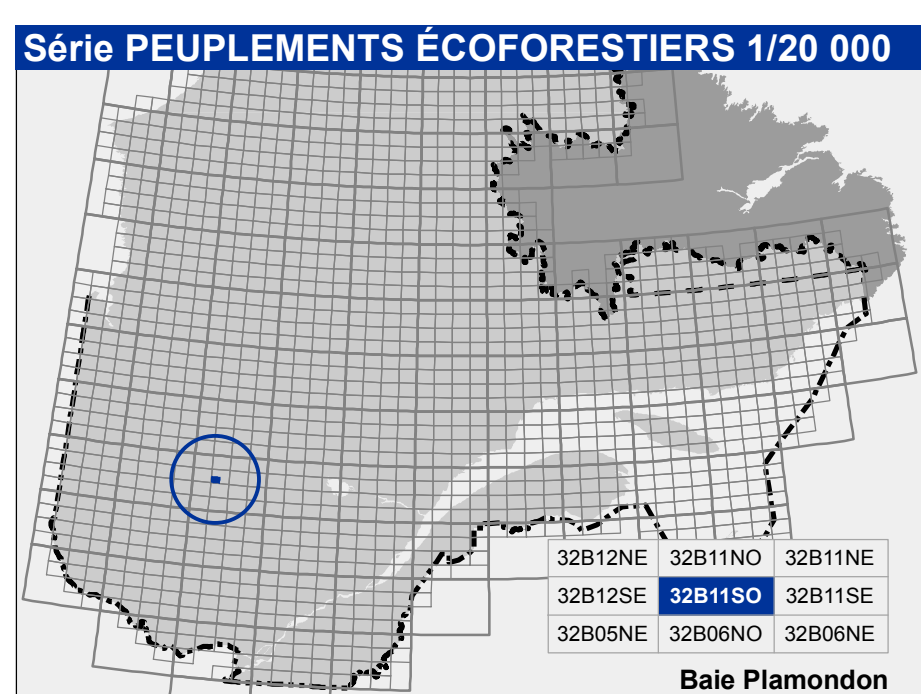 Série PEUPLEMENTS ÉCOFORESTIERS 1/20 000
32B12NE 32B11NO 32B11NE
32B12SE 32B11SO 32B11SE
32B05NE 32B06NO 32B06NE
Baie Plamondon